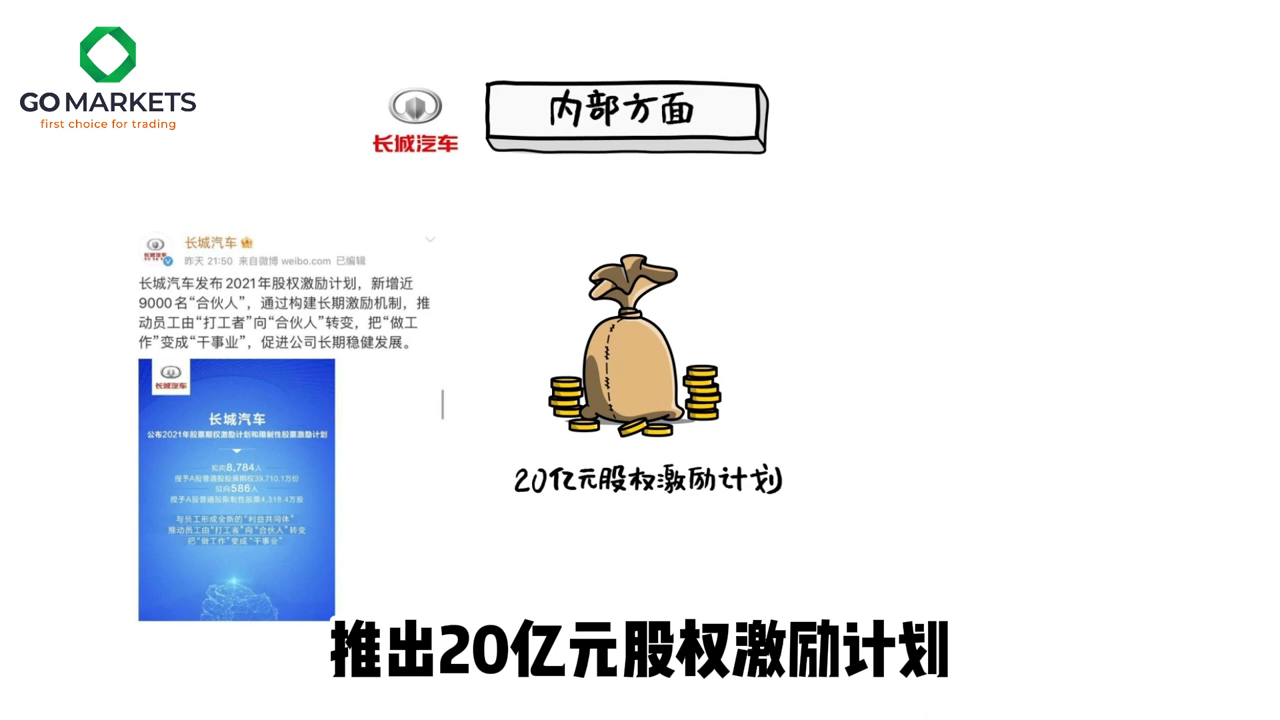 GO MARKETS
first choice for trading
长城汽车
内部方面
长城汽车
昨天 21:50 来自微博 weibo.com 已编辑
长城汽车发布2021年股权激励计划，新增近
9000名“合伙人”，通过构建长期激励机制，推
动员工由“打工者”向“合伙人”转变，把“做工
作”变成“干事业”，促进公司长期稳健发展。
长城汽车
长城汽车
公布2021年股票期权激励计划和限制性股票激励计划
拟向8,784人
授予A股普通股股票期权39,710.1万份
拟向586人
授予A股普通股限制性股票4,318.4万股
与员工形成全新的“利益共同体”
推动员工由“打工者”向“合伙人”转变
把“做工作”变成“干事业”
20亿元股权激励计划
推出20亿元股权激励计划